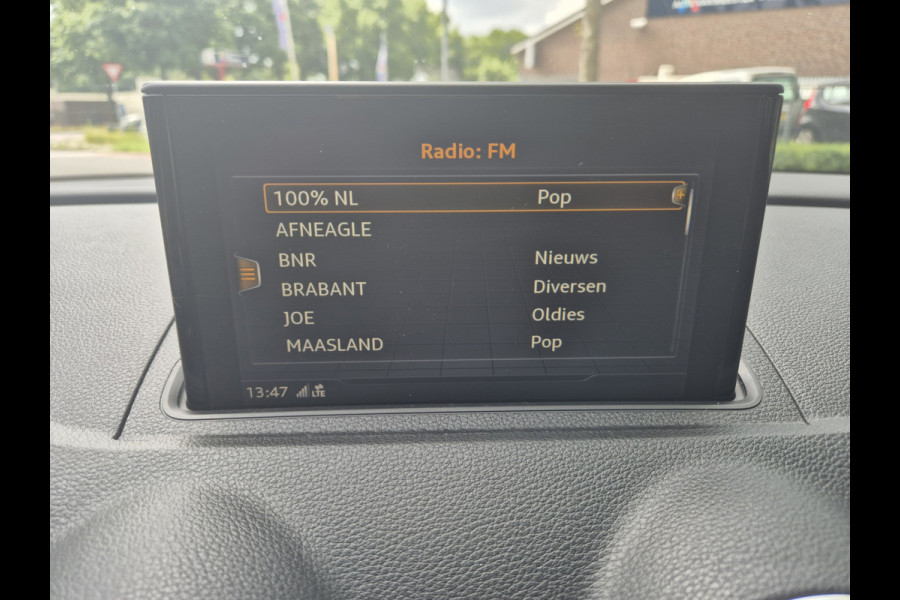 Radio: FM
100% NL Pop
AFNEAGLE
BNR Nieuws
BRABANT Diversen
JOE Oldies
MAASLAND Pop
13:47 LTE